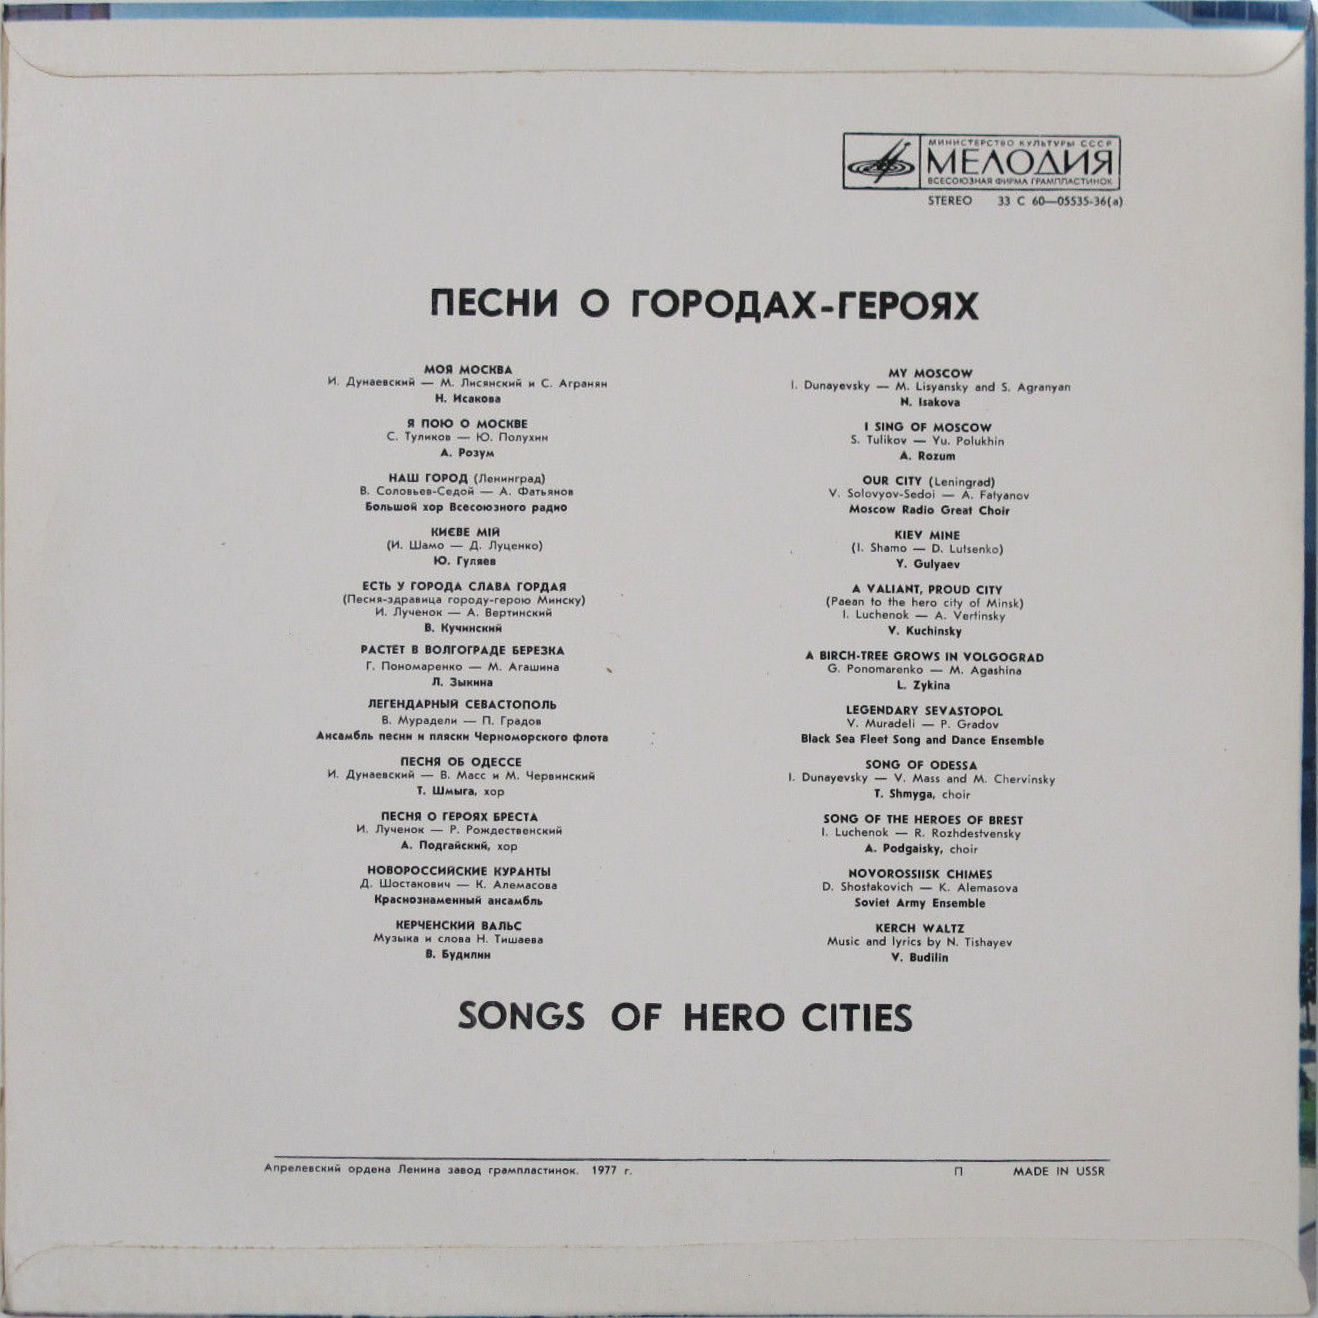 МИНИСТЕРСТВО КУЛЬТУРЫ СССР
МЕЛОДИЯ
ВСЕСОЮЗНАЯ ФИРМА ГРАМПЛАСТИНОК
STEREO 33 С 60—05535-36(а)
ПЕСНИ О ГОРОДАХ-ГЕРОЯХ
МОЯ МОСКВА
И. Дунаевский — М. Лисянский и С. Агранян
Н. Исакова
Я ПОЮ О МОСКВЕ
С. Туликов — Ю. Полухин
А. Розум
НАШ ГОРОД (Ленинград)
В. Соловьев-Седой — А. Фатьянов
Большой хор Всесоюзного радио
КИЄВЕ МІЙ
(И. Шамо — Д. Луценко)
Ю. Гуляев
ЕСТЬ У ГОРОДА СЛАВА ГОРДАЯ
(Песня-здравица городу-герою Минску)
И. Лученок — А. Вертинский
В. Кучинский
РАСТЕТ В ВОЛГОГРАДЕ БЕРЕЗКА
Г. Пономаренко — М. Агашина
Л. Зыкина
ЛЕГЕНДАРНЫЙ СЕВАСТОПОЛЬ
В. Мурадели — П. Градов
Ансамбль песни и пляски Черноморского флота
ПЕСНЯ ОБ ОДЕССЕ
И. Дунаевский — В. Масс и М. Червинский
Т. Шмыга, хор
ПЕСНЯ О ГЕРОЯХ БРЕСТА
И. Лученок — Р. Рождественский
А. Подгайский, хор
НОВОРОССИЙСКИЕ КУРАНТЫ
Д. Шостакович — К. Алемасова
Краснознаменный ансамбль
КЕРЧЕНСКИЙ ВАЛЬС
Музыка и слова Н. Тишаева
В. Будилин
MY MOSCOW
I. Dunayevsky — M. Lisyansky and S. Agranyan
N. Isakova
I SING OF MOSCOW
S. Tulikov — Yu. Polukhin
A. Rozum
OUR CITY (Leningrad)
V. Solovyov-Sedoi — A. Fatyanov
Moscow Radio Great Choir
KIEV MINE
(I. Shamo — D. Lutsenko)
Y. Gulyaev
A VALIANT, PROUD CITY
(Paean to the hero city of Minsk)
I. Luchenok — A. Vertinsky
V. Kuchinsky
A BIRCH-TREE GROWS IN VOLGOGRAD
G. Ponomarenko — M. Agashina
L. Zykina
LEGENDARY SEVASTOPOL
V. Muradeli — P. Gradov
Black Sea Fleet Song and Dance Ensemble
SONG OF ODESSA
I. Dunayevsky — V. Mass and M. Chervinsky
T. Shmyga, choir
SONG OF THE HEROES OF BREST
I. Luchenok — R. Rozhdestvensky
A. Podgaisky, choir
NOVOROSSIISK CHIMES
D. Shostakovich — K. Alemasova
Soviet Army Ensemble
KERCH WALTZ
Music and lyrics by N. Tishayev
V. Budilin
SONGS OF HERO CITIES
Апрелевский ордена Ленина завод грампластинок. 1977 г. П MADE IN USSR